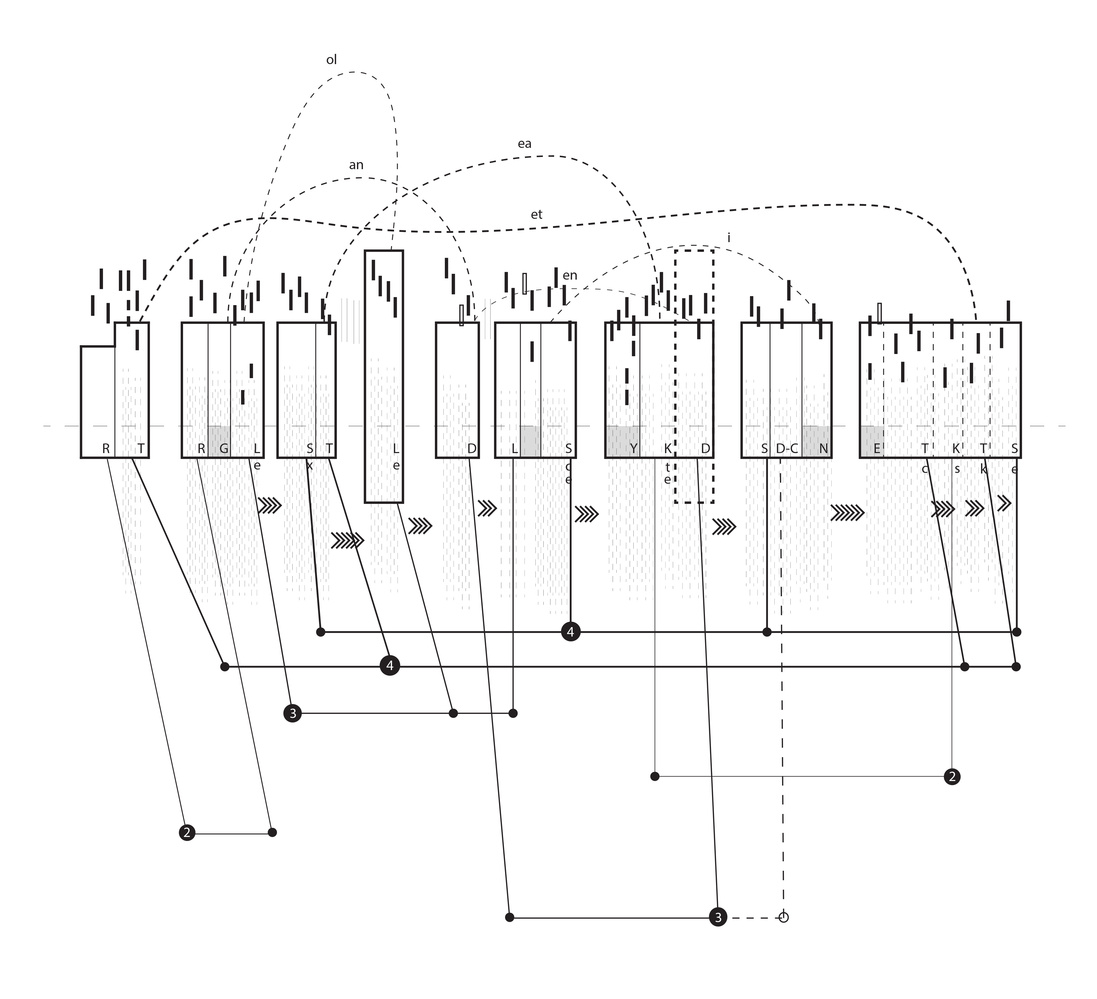 ol
ea
an
et
i
en
R T R G L S T L D L S Y K D S D-C N E T K T S
e x e c t c s k e
e e
4
4
3
2
2
3